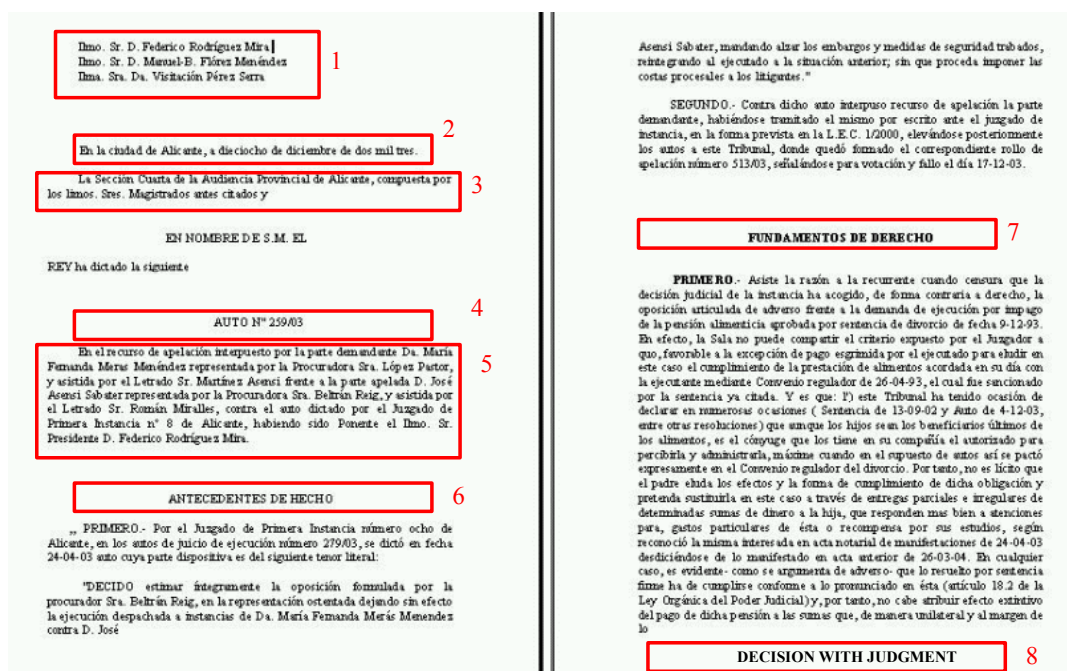 Ilmo. Sr. D. Federico Rodríguez Mira
Ilmo. Sr. D. Manuel-B. Flórez Menéndez
Ilma. Sra. Da. Visitación Pérez Serra
1
2
En la ciudad de Alicante, a dieciocho de diciembre de dos mil tres.
La Sección Cuarta de la Audiencia Provincial de Alicante, compuesta por
los limos. Sres. Magistrados antes citados y
3
EN NOMBRE DE S.M. EL
REY ha dictado la siguiente
4
AUTO Nº 259/03
En el recurso de apelación interpuesto por la parte demandante Da. María
Fernanda Meras Menéndez representada por la Procuradora Sra. López Pastor,
y asistida por el Letrado Sr. Martínez Asensi frente a la parte apelada D. José
Asensi Sabater representada por la Procuradora Sra. Beltrán Reig, y asistida por
el Letrado Sr. Román Miralles, contra el auto dictado por el Juzgado de
Primera Instancia nº 8 de Alicante, habiendo sido Ponente el Ilmo. Sr.
Presidente D. Federico Rodríguez Mira.
5
ANTECEDENTES DE HECHO
6
„ PRIMERO.- Por el Juzgado de Primera Instancia número ocho de
Alicante, en los autos de juicio de ejecución número 279/03, se dictó en fecha
24-04-03 auto cuya parte dispositiva es del siguiente tenor literal:
"DECIDO estimar íntegramente la oposición formulada por la
procurador Sra. Beltrán Reig, en la representación ostentada dejando sin efecto
la ejecución despachada a instancias de Da. María Fernanda Merás Menendez
contra D. José
Asensi Sabater, mandando alzar los embargos y medidas de seguridad trabados,
reintegrando al ejecutado a la situación anterior; sin que proceda imponer las
costas procesales a los litigantes."
SEGUNDO.- Contra dicho auto interpuso recurso de apelación la parte
demandante, habiéndose tramitado el mismo por escrito ante el juzgado de
instancia, en la forma prevista en la L.E.C. 1/2000, elevándose posteriormente
los autos a este Tribunal, donde quedó formado el correspondiente rollo de
apelación número 513/03, señalándose para votación y fallo el día 17-12-03.
FUNDAMENTOS DE DERECHO
7
PRIMERO.- Asiste la razón a la recurrente cuando censura que la
decisión judicial de la instancia ha acogido, de forma contraria a derecho, la
oposición articulada de adverso frente a la demanda de ejecución por impago
de la pensión alimenticia aprobada por sentencia de divorcio de fecha 9-12-93.
En efecto, la Sala no puede compartir el criterio expuesto por el Juzgador a
quo, favorable a la excepción de pago esgrimida por el ejecutado para eludir en
este caso el cumplimiento de la prestación de alimentos acordada en su día con
la ejecutante mediante Convenio regulador de 26-04-93, el cual fue sancionado
por la sentencia ya citada. Y es que: 1º) este Tribunal ha tenido ocasión de
declarar en numerosas ocasiones ( Sentencia de 13-09-02 y Auto de 4-12-03,
entre otras resoluciones) que aunque los hijos sean los beneficiarios últimos de
los alimentos, es el cónyuge que los tiene en su compañía el autorizado para
percibirla y administrarla, máxime cuando en el supuesto de autos así se pactó
expresamente en el Convenio regulador del divorcio. Por tanto, no es lícito que
el padre eluda los efectos y la forma de cumplimiento de dicha obligación y
pretenda sustituirla en este caso a través de entregas parciales e irregulares de
determinadas sumas de dinero a la hija, que responden mas bien a atenciones
para, gastos particulares de ésta o recompensa por sus estudios, según
reconoció la misma interesada en acta notarial de manifestaciones de 24-04-03
desdiciéndose de lo manifestado en acta anterior de 26-03-04. En cualquier
caso, es evidente- como se argumenta de adverso- que lo resuelto por sentencia
firme ha de cumplirse conforme a lo pronunciado en ésta (artículo 18.2 de la
Ley Orgánica del Poder Judicial) y, por tanto, no cabe atribuir efecto extintivo
del pago de dicha pensión a las sumas que, de manera unilateral y al margen de
lo
DECISION WITH JUDGMENT
8